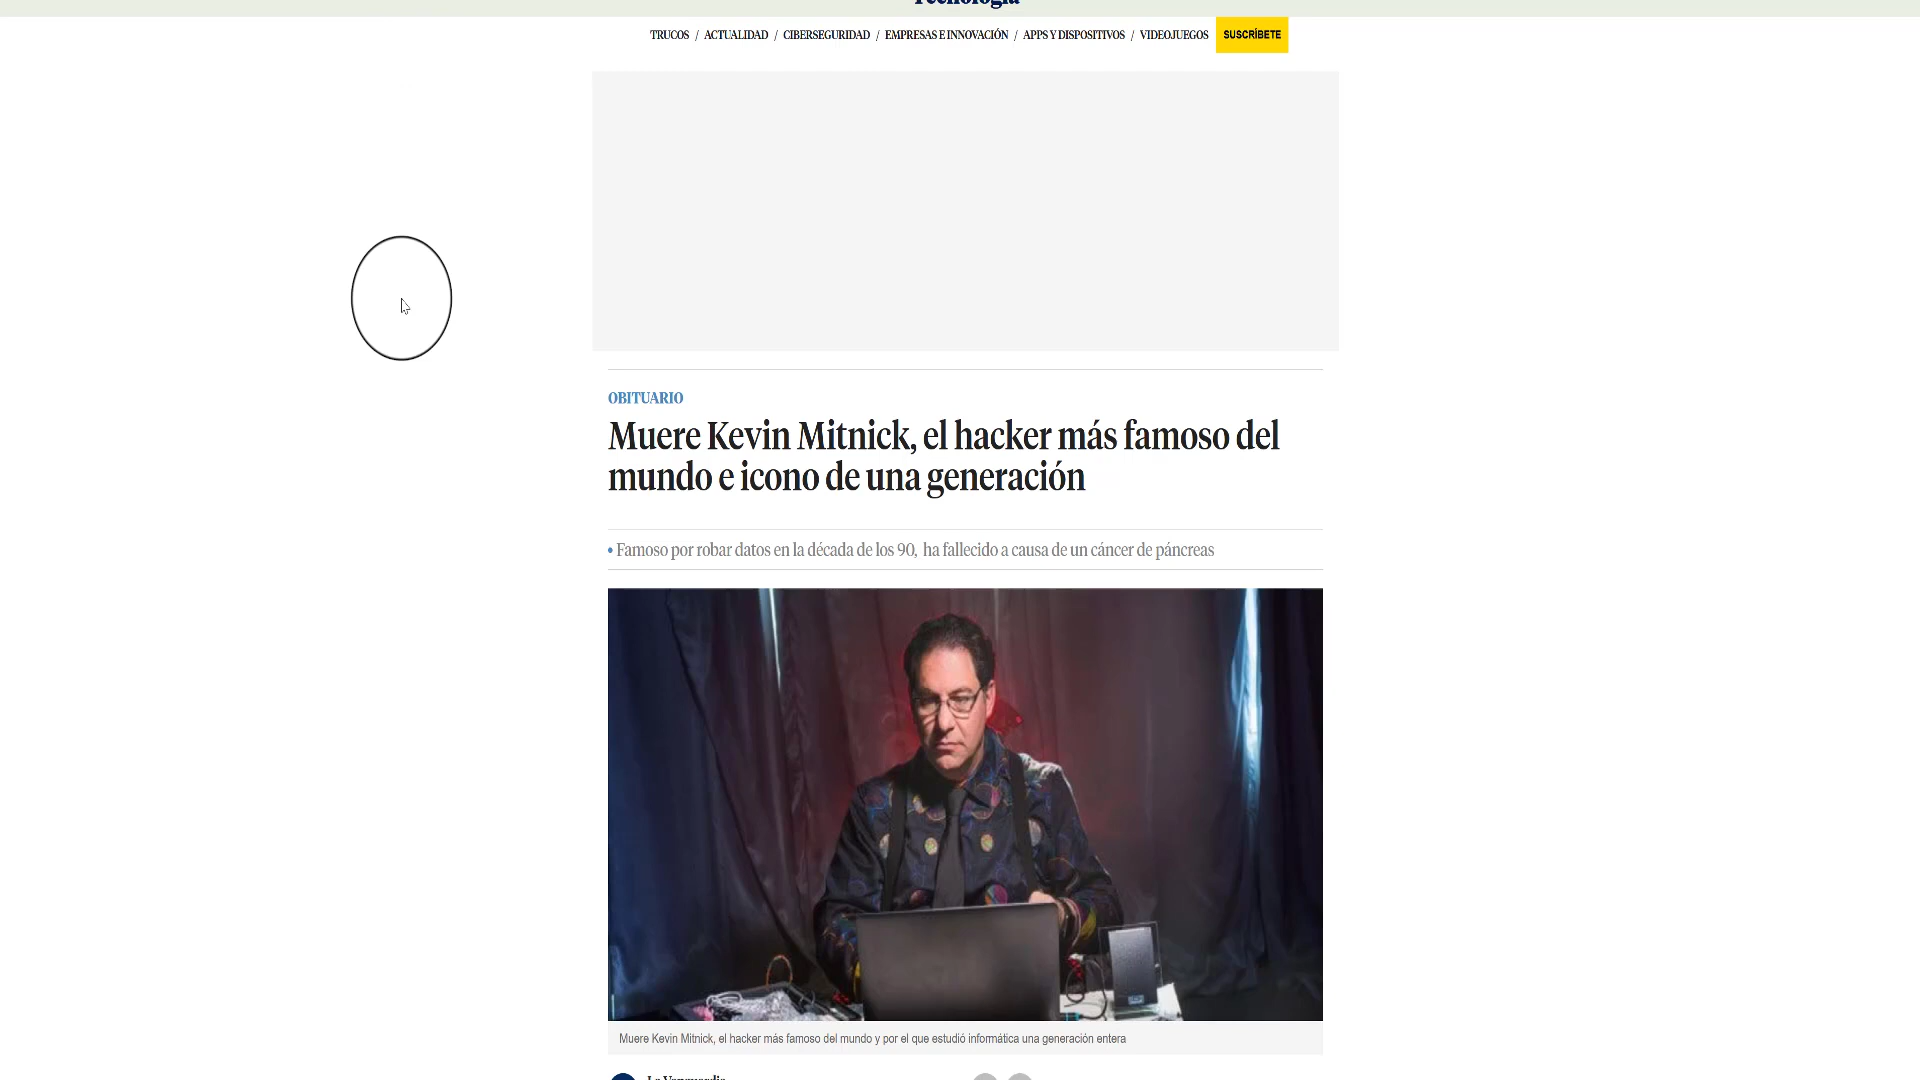 Tecnología
TRUCOS / ACTUALIDAD / CIBERSEGURIDAD / EMPRESAS E INNOVACIÓN / APPS Y DISPOSITIVOS / VIDEOJUEGOS SUSCRÍBETE
OBITUARIO
Muere Kevin Mitnick, el hacker más famoso del
mundo e icono de una generación
• Famoso por robar datos en la década de los 90, ha fallecido a causa de un cáncer de páncreas
Muere Kevin Mitnick, el hacker más famoso del mundo y por el que estudió informática una generación entera
La Vanguardia